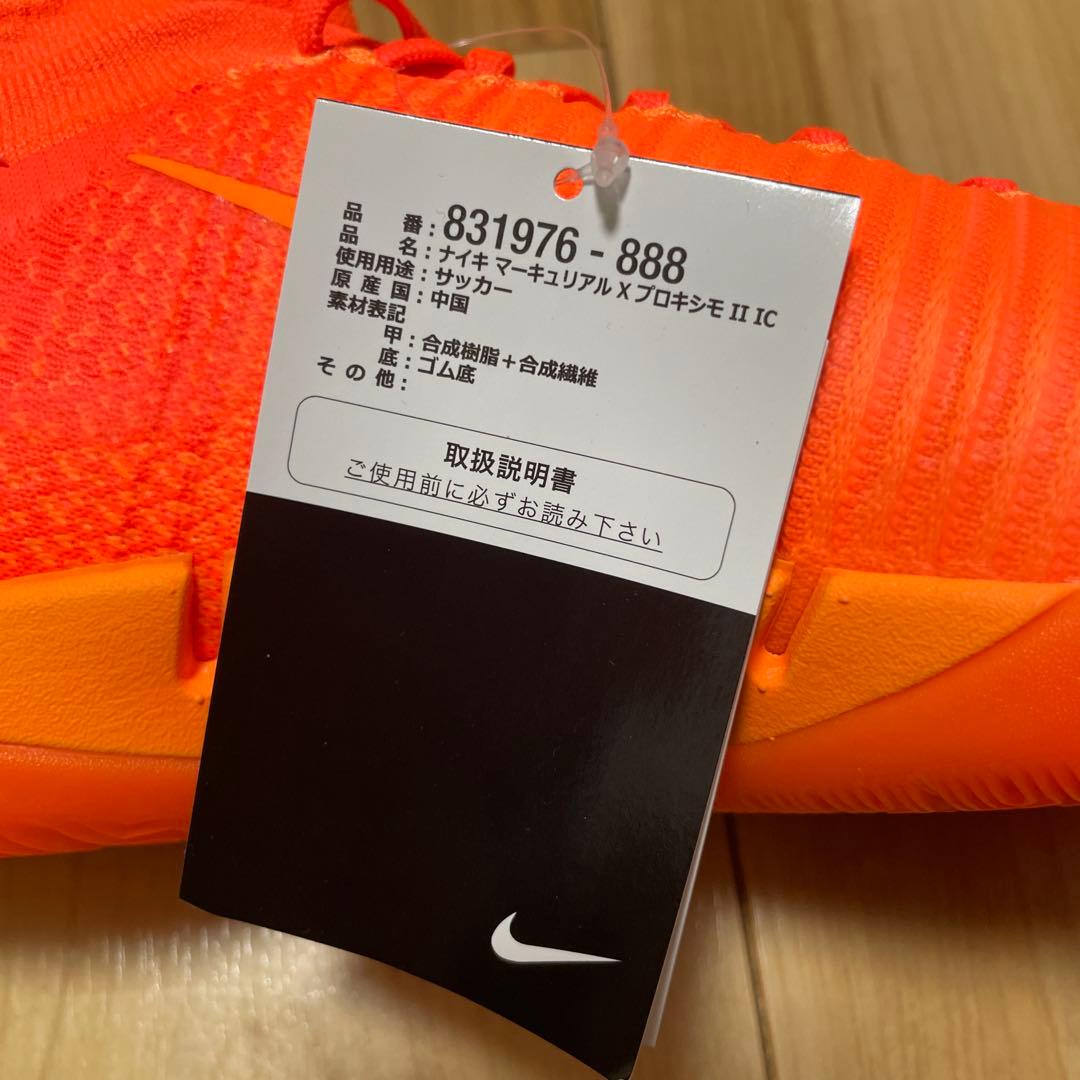 品番：831976 - 888
品名：ナイキ マーキュリアル X プロキシモ II IC
使用用途：サッカー
原産国：中国
素材表記
甲：合成樹脂＋合成繊維
底：ゴム底
その他：
取扱説明書
ご使用前に必ずお読み下さい